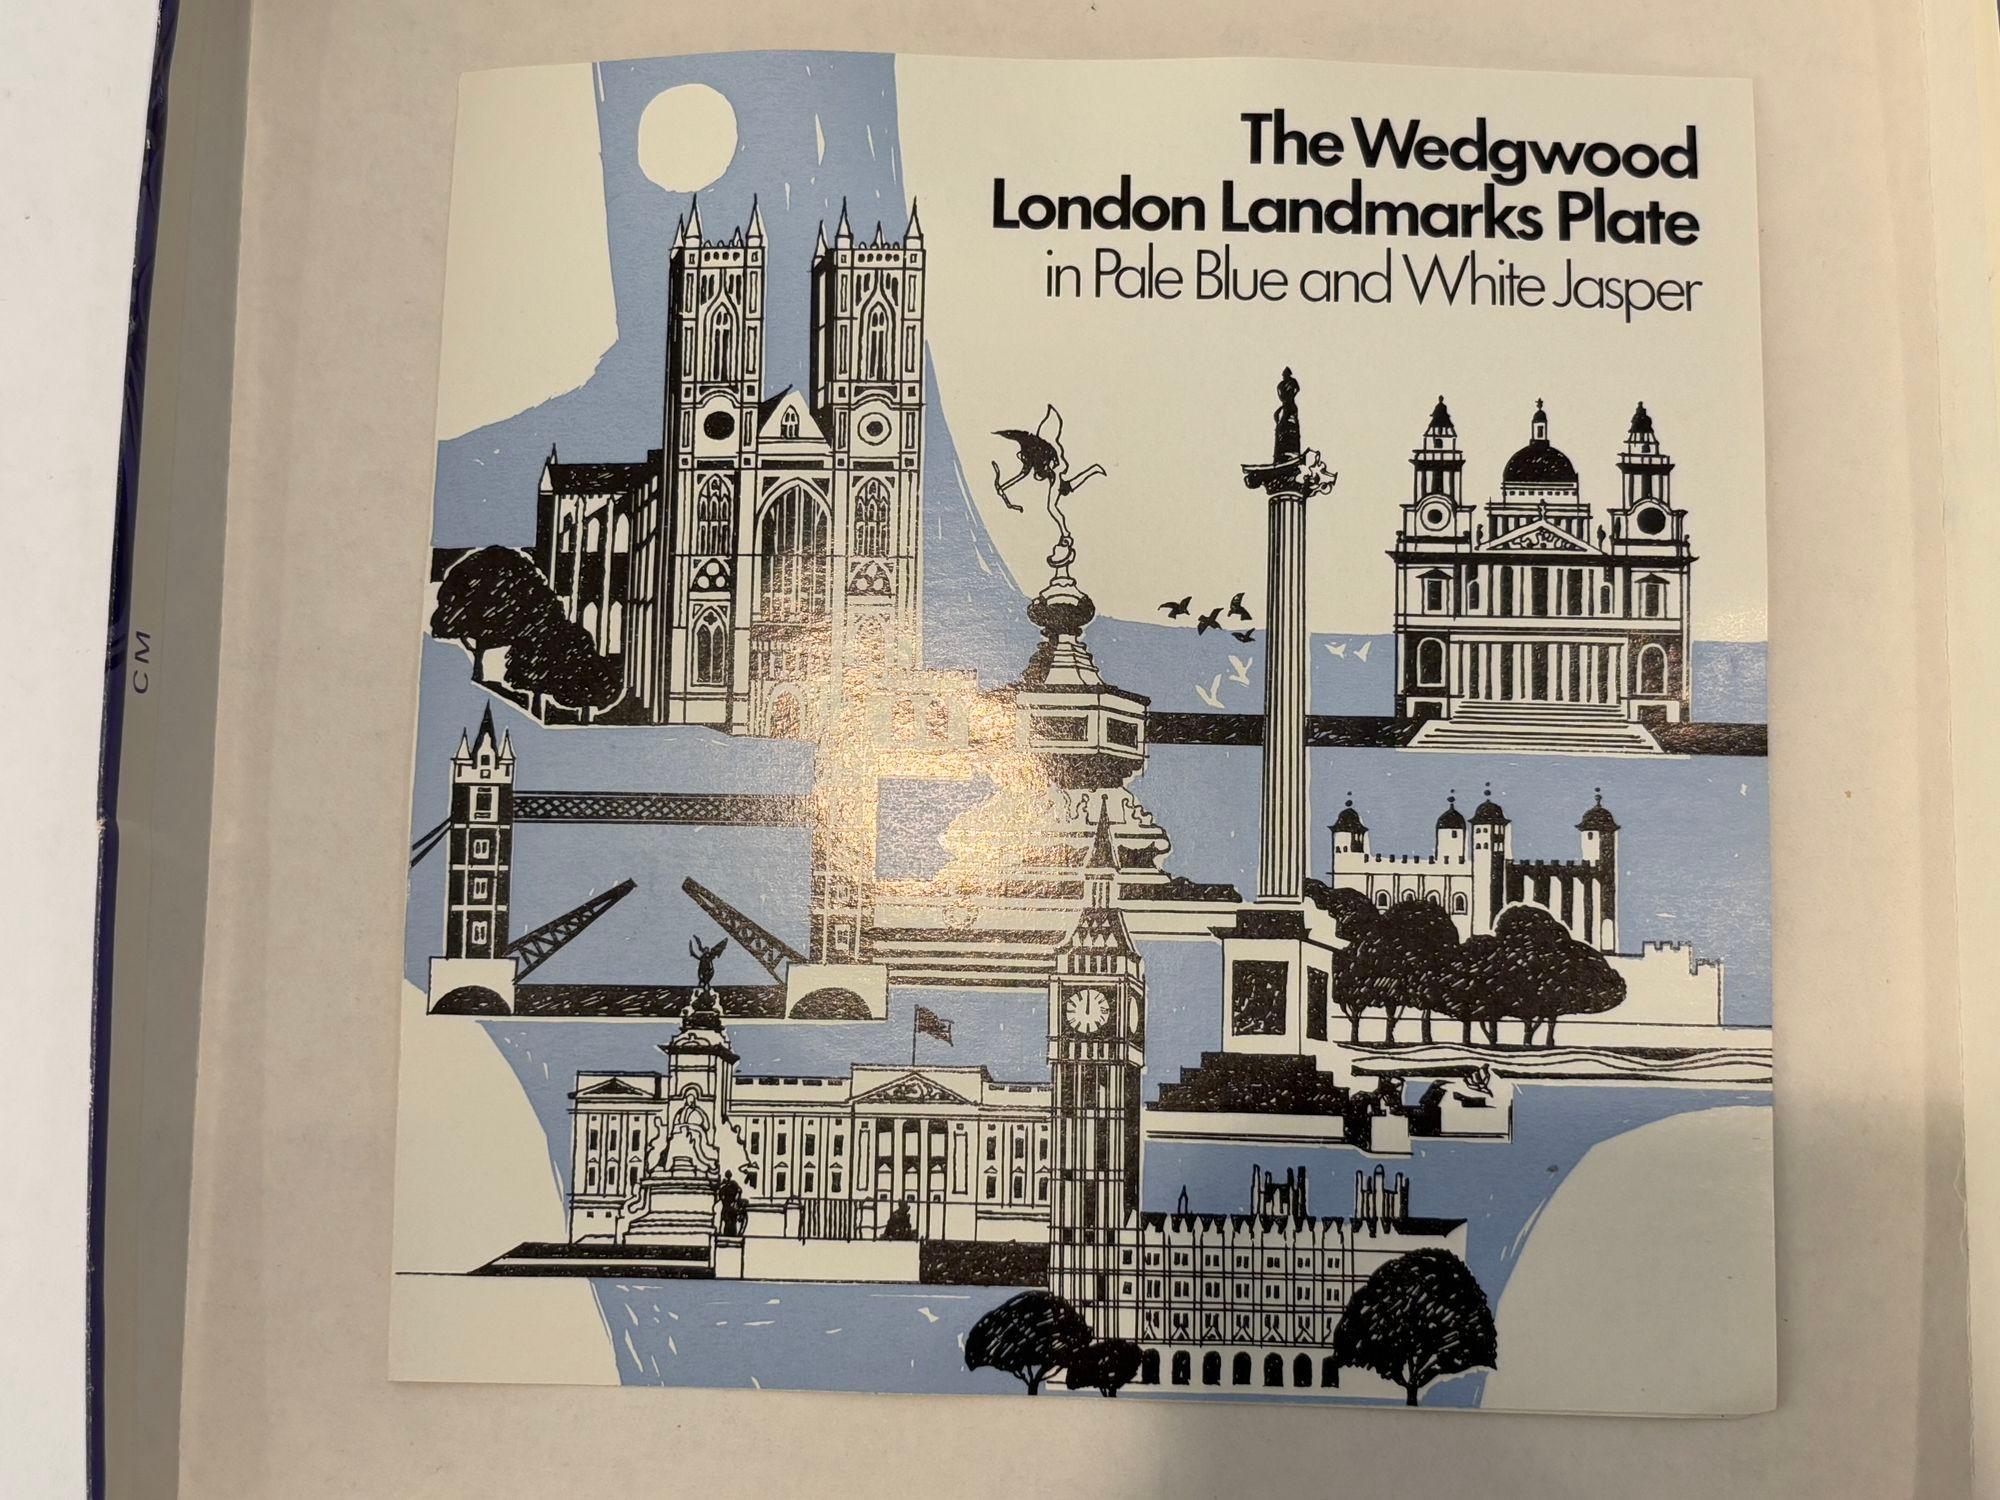 The Wedgwood
London Landmarks Plate
in Pale Blue and White Jasper
CM